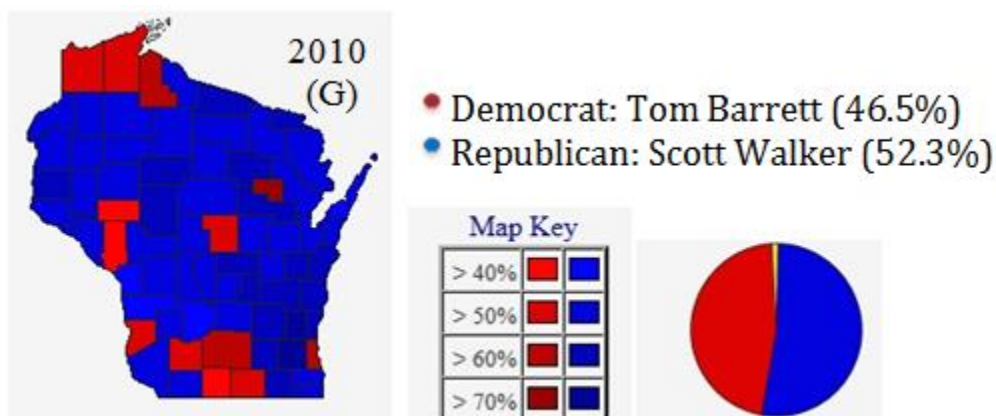 2010
(G)
Democrat: Tom Barrett (46.5%)
Republican: Scott Walker (52.3%)
Map Key
> 40%
> 50%
> 60%
> 70%